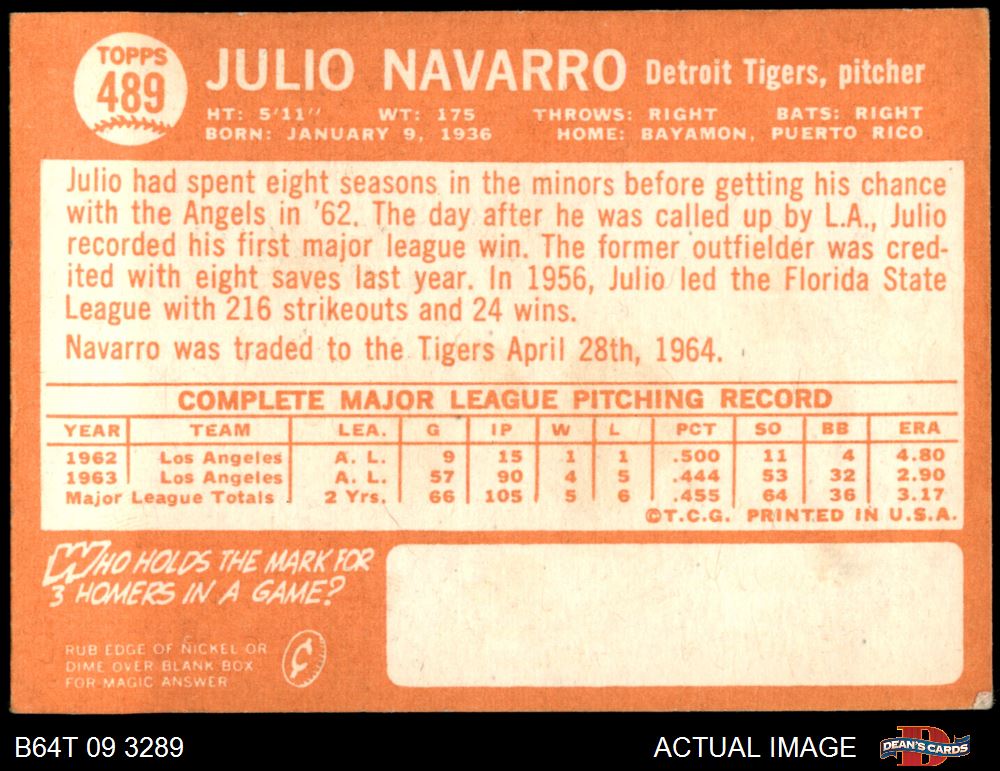 TOPPS
489
JULIO NAVARRO Detroit Tigers, pitcher
HT: 5'11" WT: 175 THROWS: RIGHT BATS: RIGHT
BORN: JANUARY 9, 1936 HOME: BAYAMON, PUERTO RICO
Julio had spent eight seasons in the minors before getting his chance
with the Angels in '62. The day after he was called up by L.A., Julio
recorded his first major league win. The former outfielder was cred-
ited with eight saves last year. In 1956, Julio led the Florida State
League with 216 strikeouts and 24 wins.
Navarro was traded to the Tigers April 28th, 1964.
COMPLETE MAJOR LEAGUE PITCHING RECORD
YEAR TEAM LEA. G IP W L PCT SO BB ERA
1962 Los Angeles A. L. 9 15 1 1 .500 11 4 4.80
1963 Los Angeles A. L. 57 90 4 5 .444 53 32 2.90
Major League Totals 2 Yrs. 66 105 5 6 .455 64 36 3.17
©T.C.G. PRINTED IN U.S.A.
WHO HOLDS THE MARK FOR
3 HOMERS IN A GAME?
RUB EDGE OF NICKEL OR
DIME OVER BLANK BOX
FOR MAGIC ANSWER
¢
B64T 09 3289 ACTUAL IMAGE DEAN'S CARDS